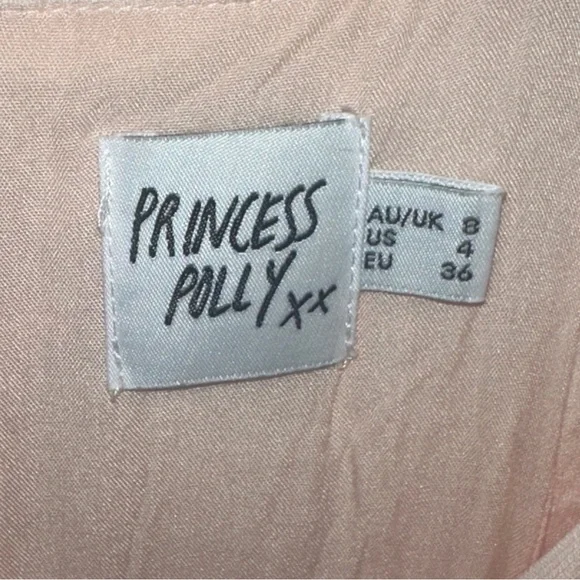 PRINCESS
POLLY xx
AU/UK 8
US 4
EU 36